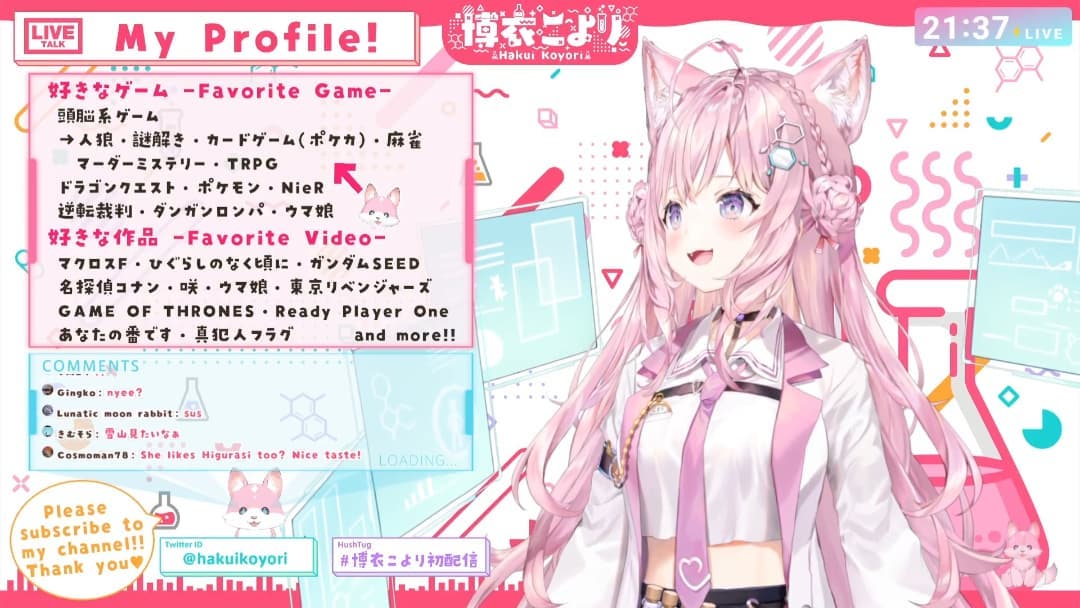 LIVE
TALK
My Profile!
博衣こより
Hakui Koyori
21:37 LIVE
好きなゲーム -Favorite Game-
頭脳系ゲーム
→人狼・謎解き・カードゲーム(ポケカ)・麻雀
マーダーミステリー・TRPG
ドラゴンクエスト・ポケモン・NieR
逆転裁判・ダンガンロンパ・ウマ娘
好きな作品 -Favorite Video-
マクロスF・ひぐらしのなく頃に・ガンダムSEED
名探偵コナン・咲・ウマ娘・東京リベンジャーズ
GAME OF THRONES・Ready Player One
あなたの番です・真犯人フラグ and more!!
COMMENTS
Gingko: nyee?
Lunatic moon rabbit: sus
きむそら: 雪山見たいなぁ
Cosmoman78: She likes Higurasi too? Nice taste!
LOADING...
Please
subscribe to
my channel!!
Thank you♥
Twitter ID
@hakuikoyori
HushTug
#博衣こより初配信